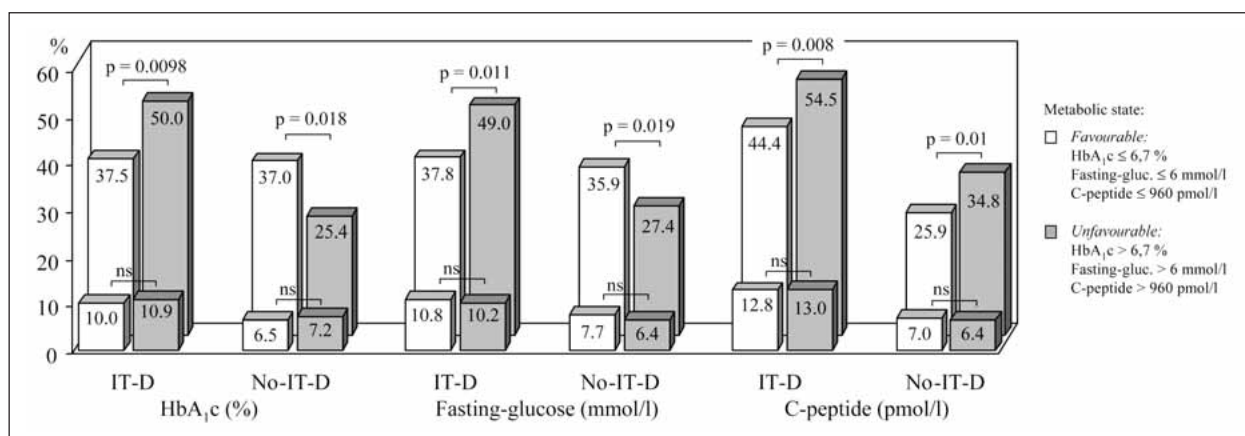 %
60
50
40
30
20
10
0
p = 0.0098
p = 0.018
p = 0.011
p = 0.019
p = 0.008
p = 0.01
37.5
50.0
37.0
25.4
37.8
49.0
35.9
27.4
44.4
54.5
25.9
34.8
ns
ns
ns
ns
ns
ns
10.0
10.9
6.5
7.2
10.8
10.2
7.7
6.4
12.8
13.0
7.0
6.4
IT-D No-IT-D IT-D No-IT-D IT-D No-IT-D
HbA₁c (%) Fasting-glucose (mmol/l) C-peptide (pmol/l)
Metabolic state:
Favourable:
HbA₁c ≤ 6,7 %
Fasting-gluc. ≤ 6 mmol/l
C-peptide ≤ 960 pmol/l
Unfavourable:
HbA₁c > 6,7 %
Fasting-gluc. > 6 mmol/l
C-peptide > 960 pmol/l